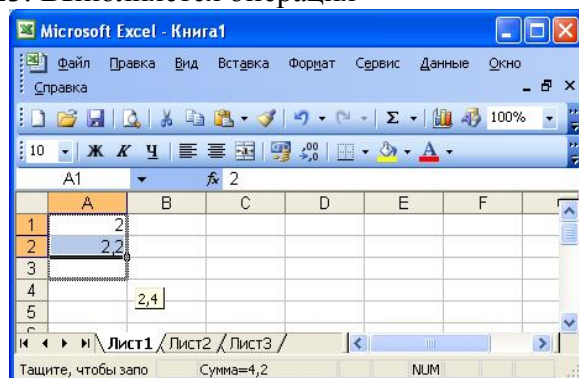 Microsoft Excel - Книга1
Файл Правка Вид Вставка Формат Сервис Данные Окно
Справка
100%
10 Ж К Ч
A1 fx 2
A B C D E F
1 2
2 2,2
3
4 2,4
5
Лист1 Лист2 Лист3
Тащите, чтобы запо Сумма=4,2 NUM